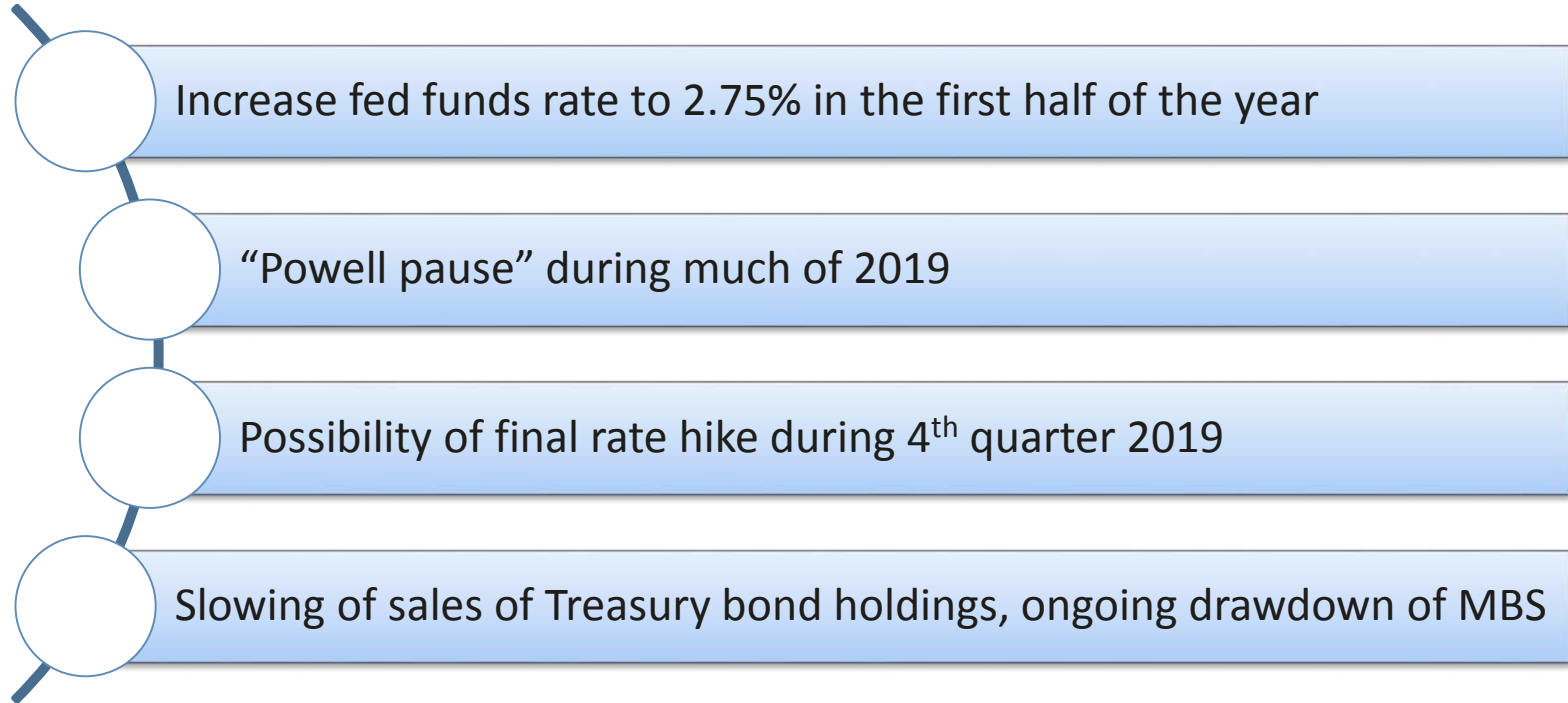 Increase fed funds rate to 2.75% in the first half of the year
“Powell pause” during much of 2019
Possibility of final rate hike during 4th quarter 2019
Slowing of sales of Treasury bond holdings, ongoing drawdown of MBS